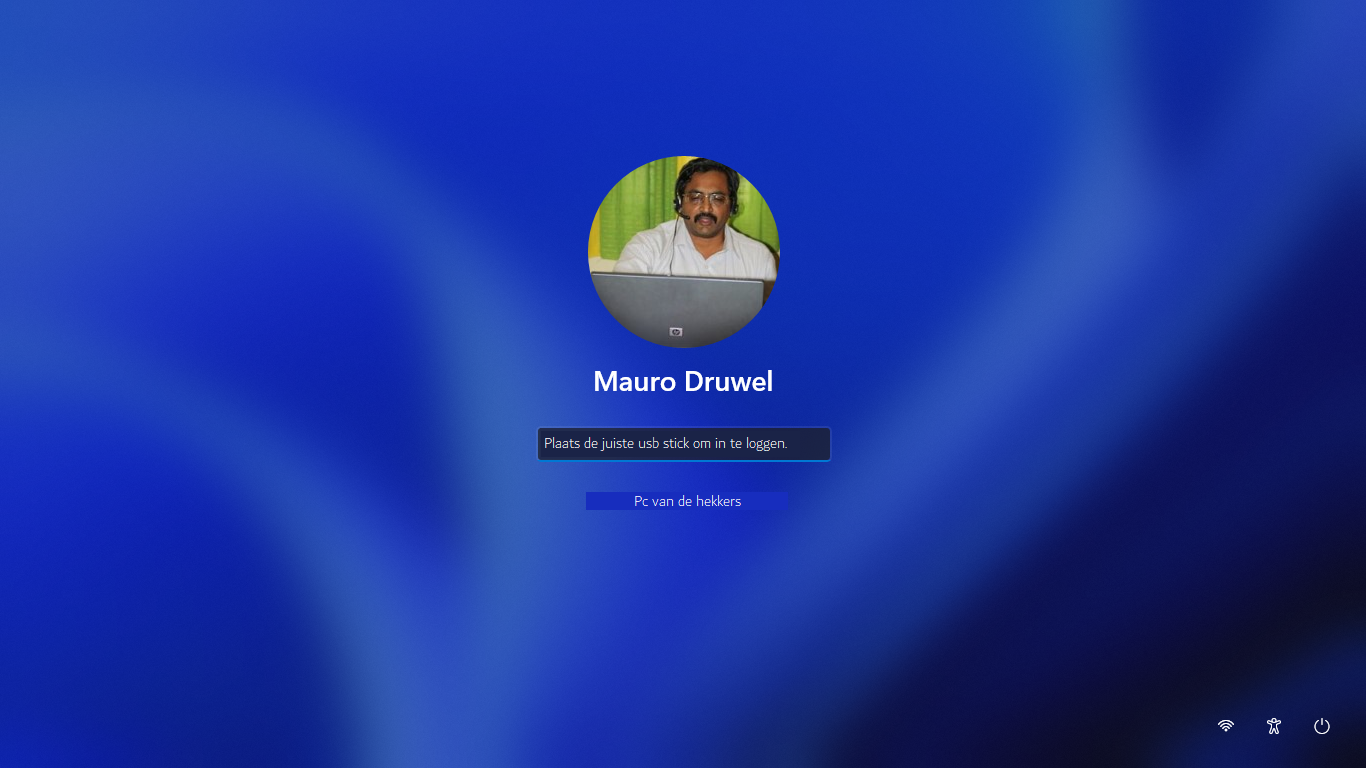 Mauro Druwel
Plaats de juiste usb stick om in te loggen.
Pc van de hekkers